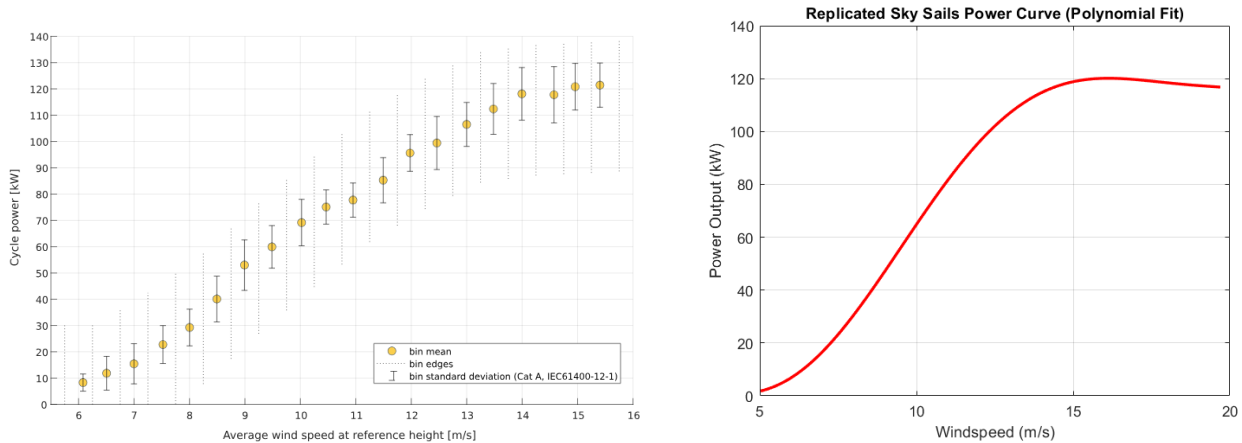 140
130
120
110
100
90
80
70
60
50
40
30
20
10
0
Cycle power [kW]
6 7 8 9 10 11 12 13 14 15 16
Average wind speed at reference height [m/s]
bin mean
bin edges
bin standard deviation (Cat A, IEC61400-12-1)
Replicated Sky Sails Power Curve (Polynomial Fit)
140
120
100
80
60
40
20
0
Power Output (kW)
5 10 15 20
Windspeed (m/s)